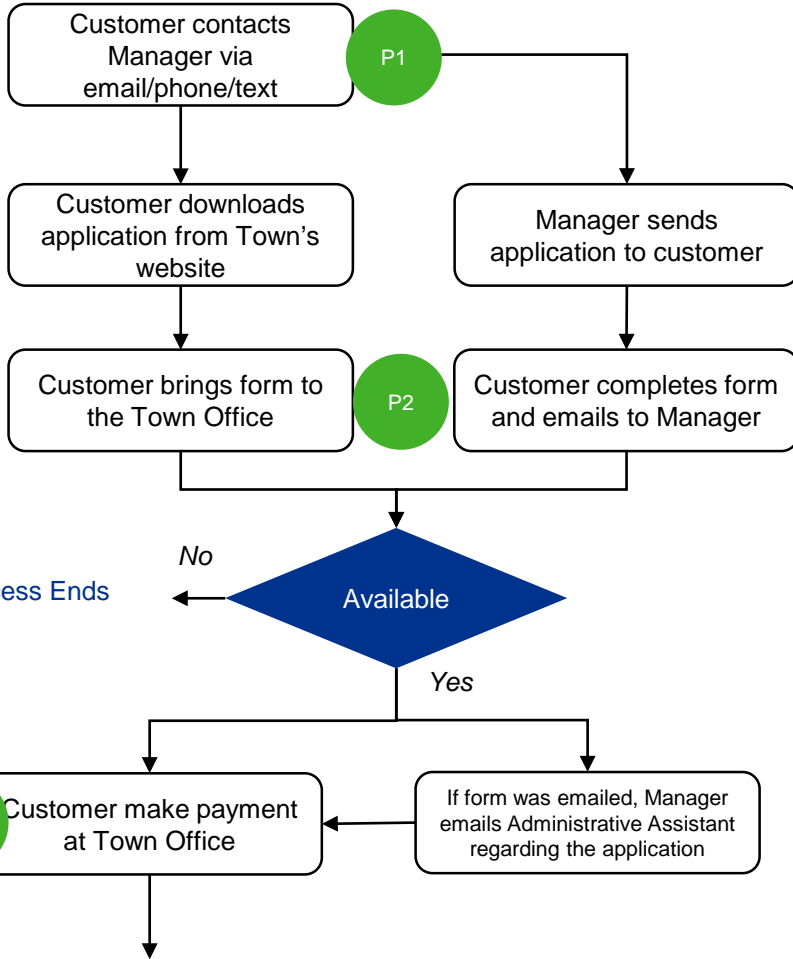 Customer contacts
Manager via
email/phone/text
P1
Customer downloads
application from Town’s
website
Manager sends
application to customer
Customer brings form to
the Town Office
P2
Customer completes form
and emails to Manager
No
Ends
Available
Yes
Customer make payment
at Town Office
If form was emailed, Manager
emails Administrative Assistant
regarding the application